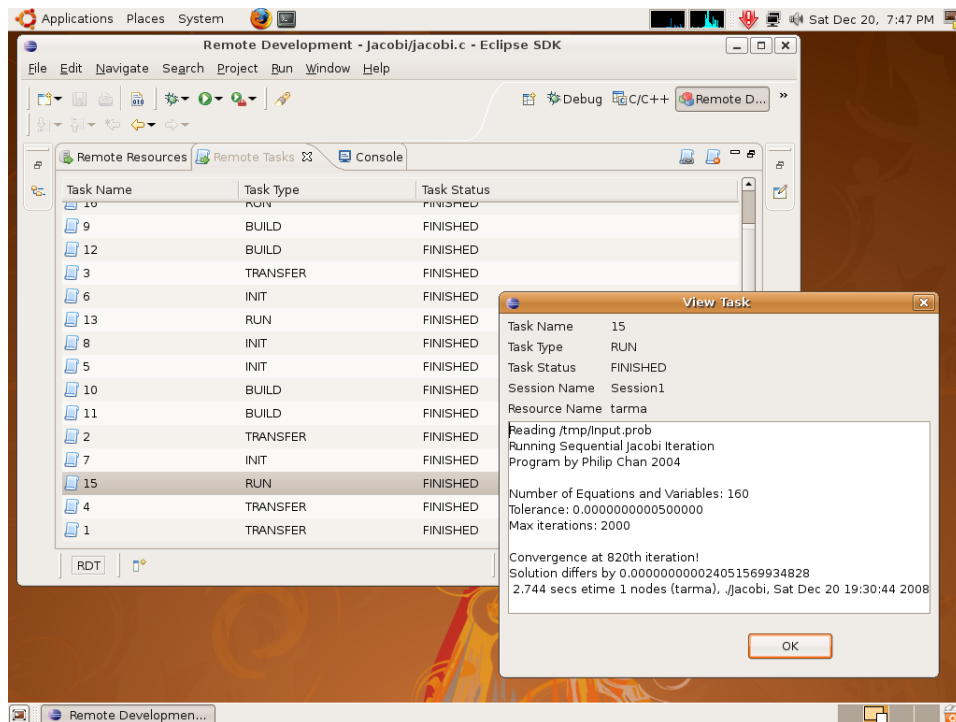 Applications Places System Sat Dec 20, 7:47 PM
Remote Development - Jacobi/jacobi.c - Eclipse SDK
File Edit Navigate Search Project Run Window Help
Debug C/C++ Remote D... »
Remote Resources Remote Tasks Console
Task Name Task Type Task Status
16 RUN FINISHED
9 BUILD FINISHED
12 BUILD FINISHED
3 TRANSFER FINISHED
6 INIT FINISHED
13 RUN FINISHED
8 INIT FINISHED
5 INIT FINISHED
10 BUILD FINISHED
11 BUILD FINISHED
2 TRANSFER FINISHED
7 INIT FINISHED
15 RUN FINISHED
4 TRANSFER FINISHED
1 TRANSFER FINISHED
RDT
View Task
Task Name 15
Task Type RUN
Task Status FINISHED
Session Name Session1
Resource Name tarma
Reading /tmp/Input.prob
Running Sequential Jacobi Iteration
Program by Philip Chan 2004
Number of Equations and Variables: 160
Tolerance: 0.0000000000500000
Max iterations: 2000
Convergence at 820th iteration!
Solution differs by 0.000000000024051569934828
2.744 secs etime 1 nodes (tarma), ./Jacobi, Sat Dec 20 19:30:44 2008
OK
Remote Developmen...